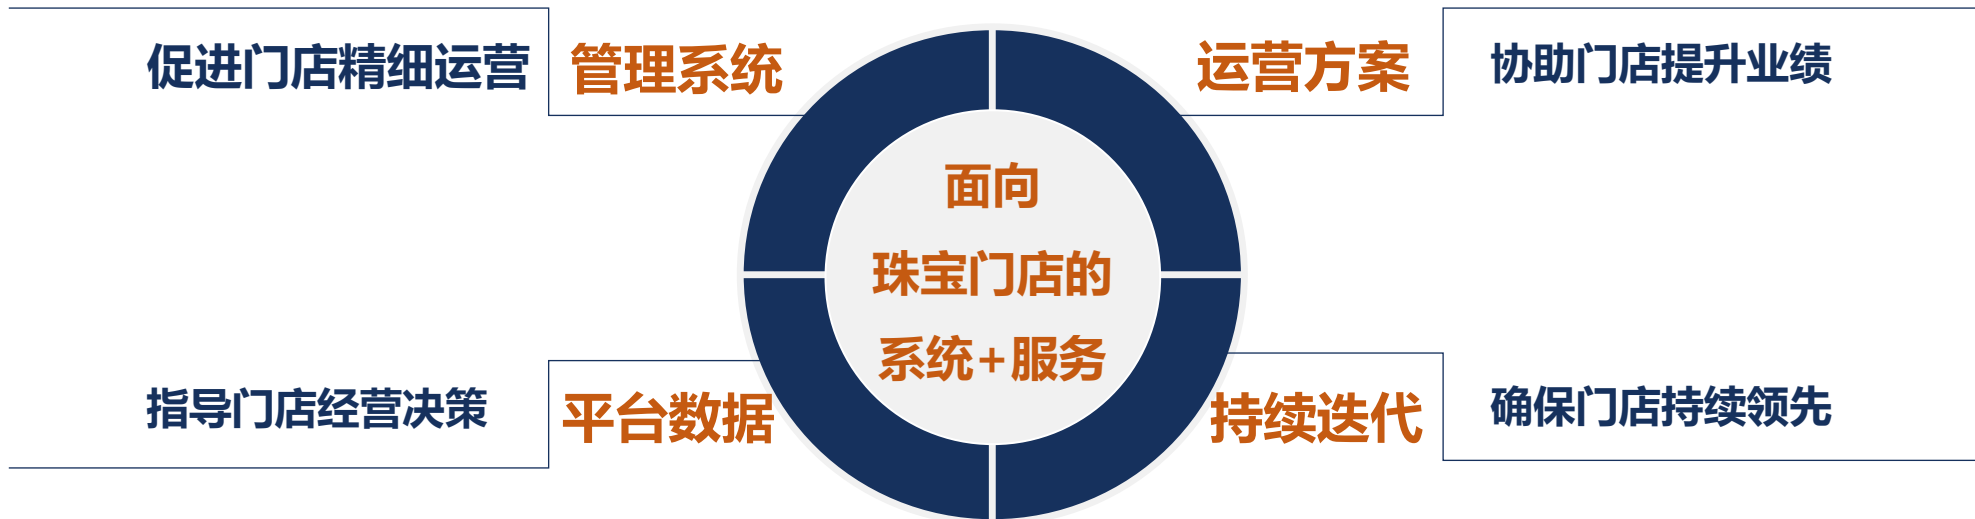 促进门店精细运营
管理系统
运营方案
协助门店提升业绩
面向
珠宝门店的
系统+服务
指导门店经营决策
平台数据
持续迭代
确保门店持续领先